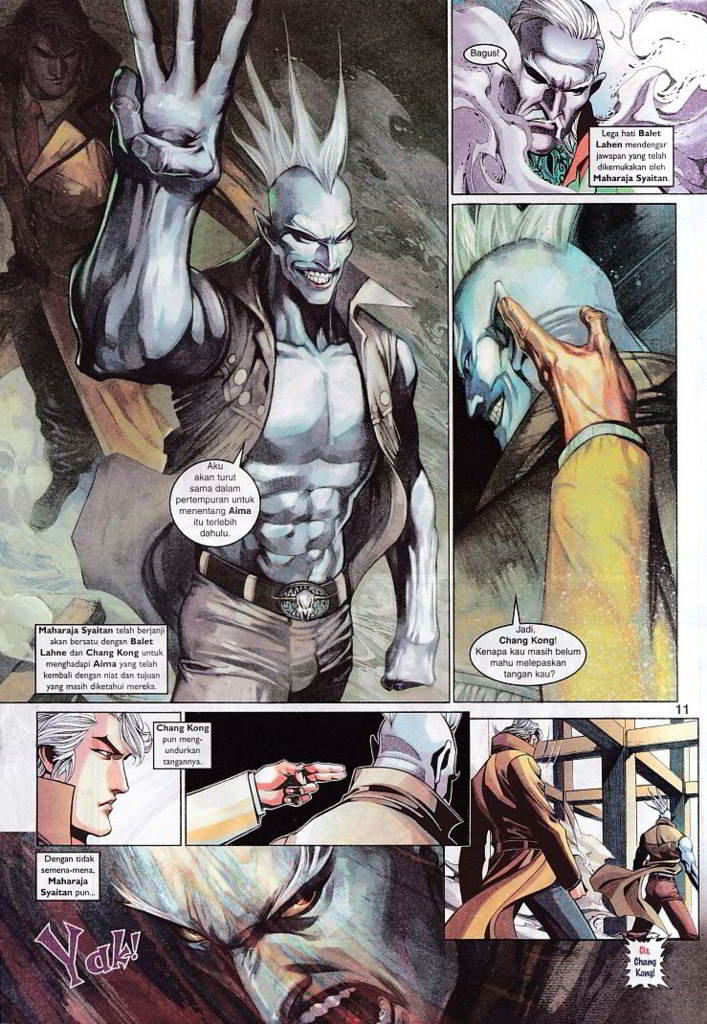 Aku
akan turut
sama dalam
pertempuran untuk
menentang Aima
itu terlebih
dahulu.
Maharaja Syaitan telah berjanji
akan bersatu dengan Balet
Lahne dan Chang Kong untuk
menghadapi Aima yang telah
kembali dengan niat dan tujuan
yang masih diketahui mereka.
Bagus!
Lega hati Balet
Lahen mendengar
jawapan yang telah
dikemukakan oleh
Maharaja Syaitan.
Jadi,
Chang Kong!
Kenapa kau masih belum
mahu melepaskan
tangan kau?
11
Chang Kong
pun meng-
undurkan
tangannya.
Dengan tidak
semena-mena,
Maharaja
Syaitan pun...
Yak!
Cis,
Chang
Kong!